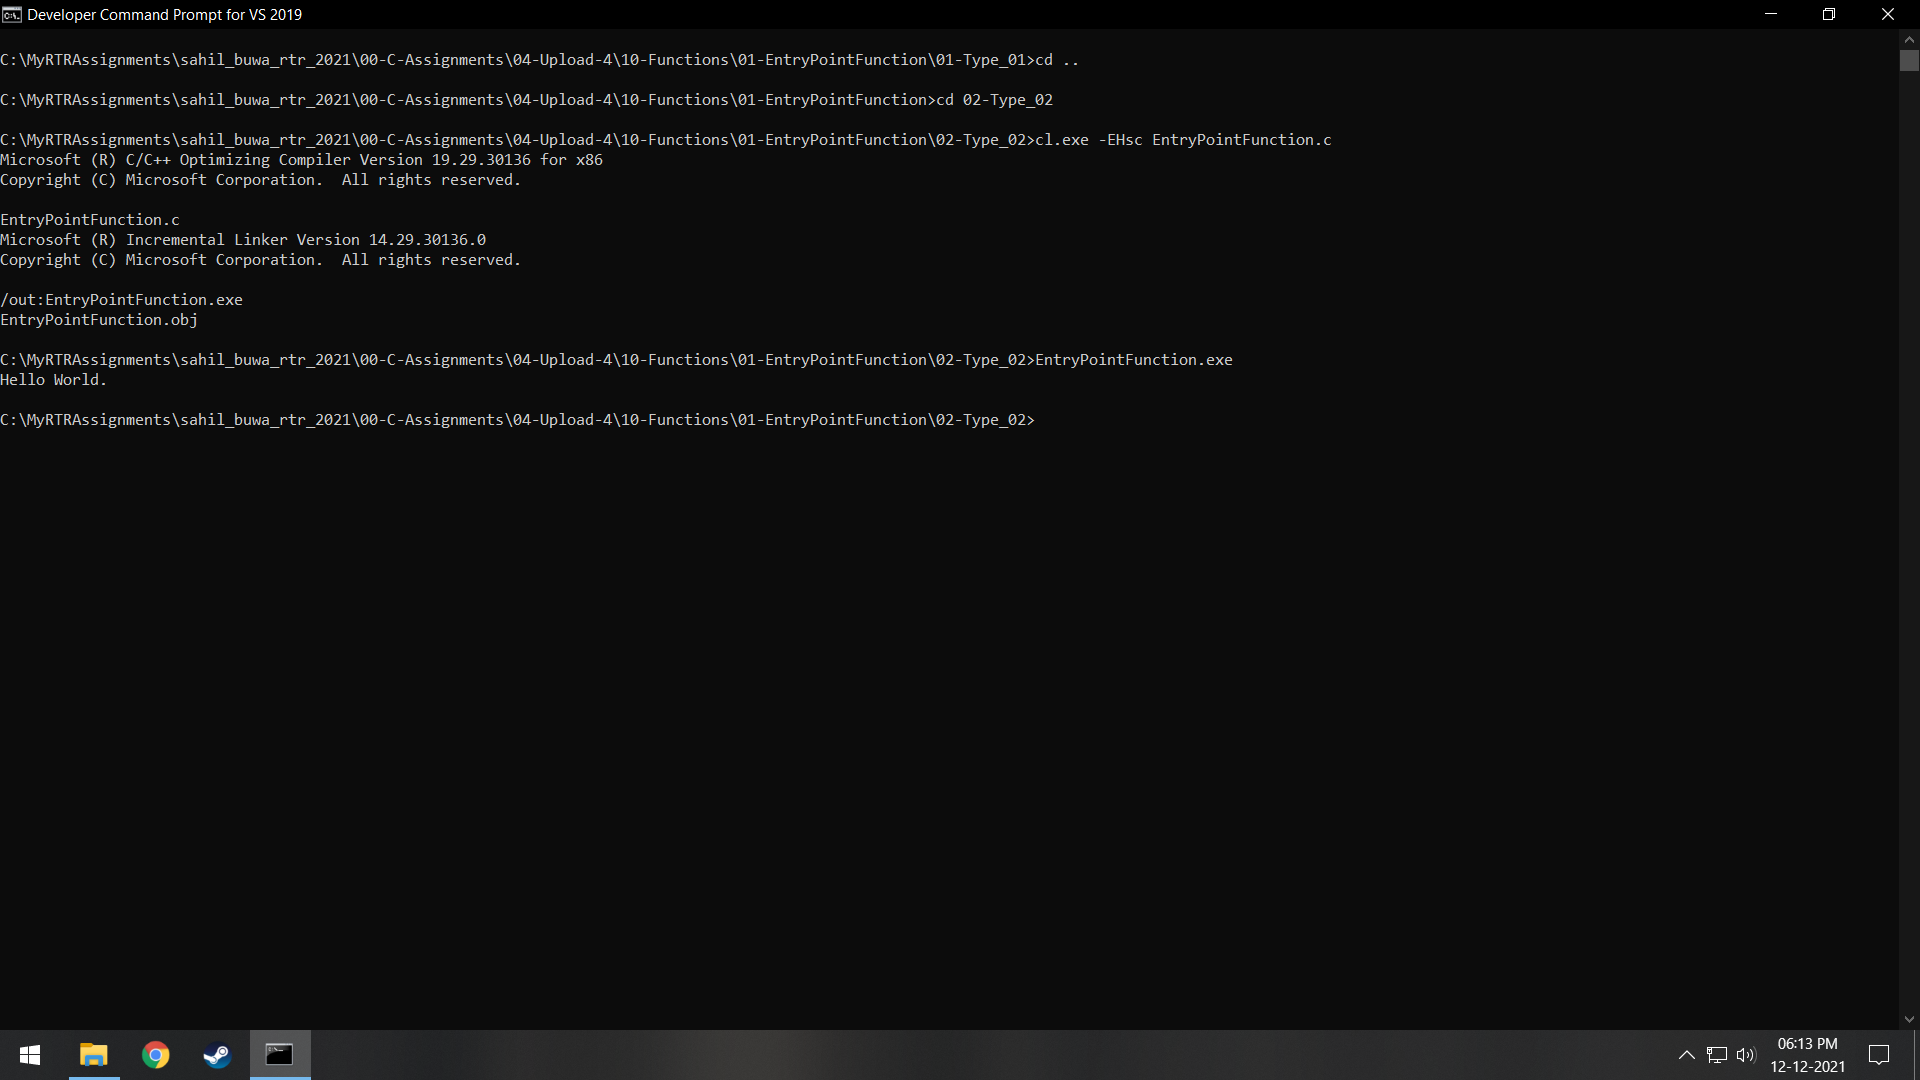 Developer Command Prompt for VS 2019
C:\MyRTRAssignments\sahil_buwa_rtr_2021\00-C-Assignments\04-Upload-4\10-Functions\01-EntryPointFunction\01-Type_01>cd ..
C:\MyRTRAssignments\sahil_buwa_rtr_2021\00-C-Assignments\04-Upload-4\10-Functions\01-EntryPointFunction>cd 02-Type_02
C:\MyRTRAssignments\sahil_buwa_rtr_2021\00-C-Assignments\04-Upload-4\10-Functions\01-EntryPointFunction\02-Type_02>cl.exe -EHsc EntryPointFunction.c
Microsoft (R) C/C++ Optimizing Compiler Version 19.29.30136 for x86
Copyright (C) Microsoft Corporation.  All rights reserved.
EntryPointFunction.c
Microsoft (R) Incremental Linker Version 14.29.30136.0
Copyright (C) Microsoft Corporation.  All rights reserved.
/out:EntryPointFunction.exe
EntryPointFunction.obj
C:\MyRTRAssignments\sahil_buwa_rtr_2021\00-C-Assignments\04-Upload-4\10-Functions\01-EntryPointFunction\02-Type_02>EntryPointFunction.exe
Hello World.
C:\MyRTRAssignments\sahil_buwa_rtr_2021\00-C-Assignments\04-Upload-4\10-Functions\01-EntryPointFunction\02-Type_02>
06:13 PM
12-12-2021